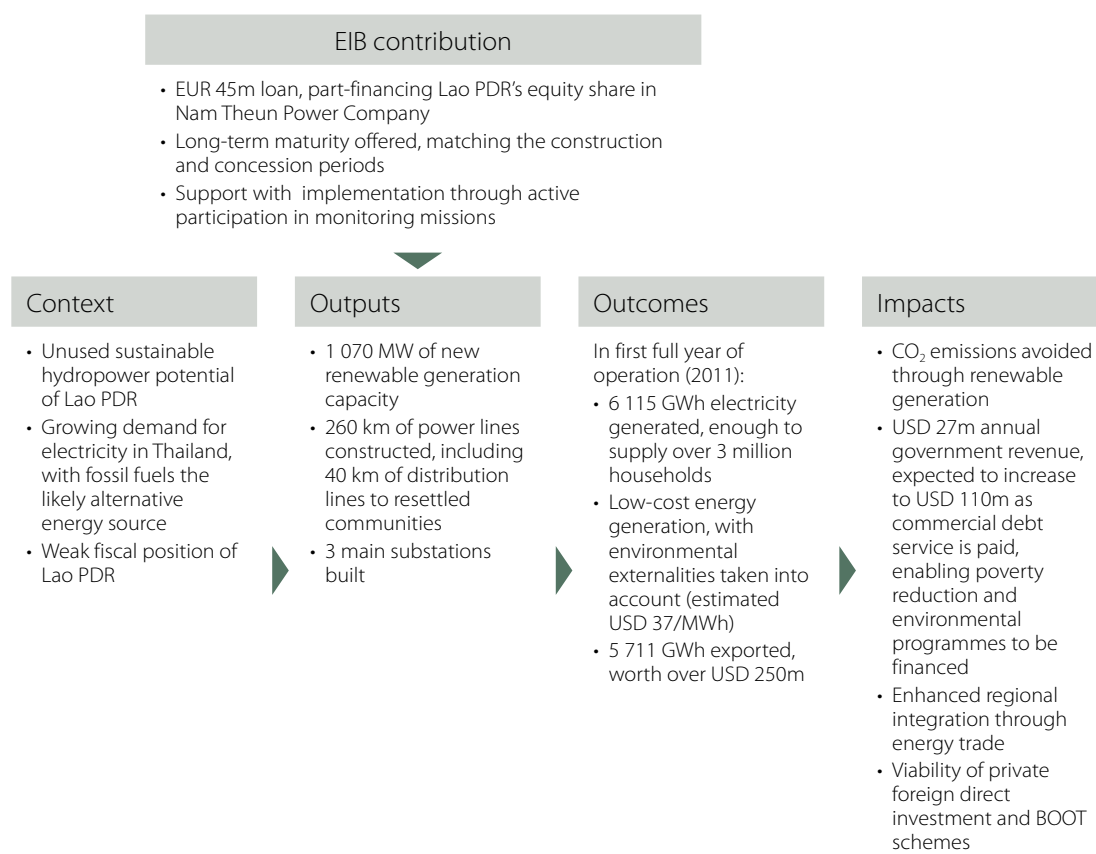 EIB contribution
• EUR 45m loan, part-financing Lao PDR's equity share in
Nam Theun Power Company
• Long-term maturity offered, matching the construction
and concession periods
• Support with implementation through active
participation in monitoring missions
Context
• Unused sustainable
hydropower potential
of Lao PDR
• Growing demand for
electricity in Thailand,
with fossil fuels the
likely alternative
energy source
• Weak fiscal position of
Lao PDR
Outputs
• 1 070 MW of new
renewable generation
capacity
• 260 km of power lines
constructed, including
40 km of distribution
lines to resettled
communities
• 3 main substations
built
Outcomes
In first full year of
operation (2011):
• 6 115 GWh electricity
generated, enough to
supply over 3 million
households
• Low-cost energy
generation, with
environmental
externalities taken into
account (estimated
USD 37/MWh)
• 5 711 GWh exported,
worth over USD 250m
Impacts
• CO₂ emissions avoided
through renewable
generation
• USD 27m annual
government revenue,
expected to increase
to USD 110m as
commercial debt
service is paid,
enabling poverty
reduction and
environmental
programmes to be
financed
• Enhanced regional
integration through
energy trade
• Viability of private
foreign direct
investment and BOOT
schemes